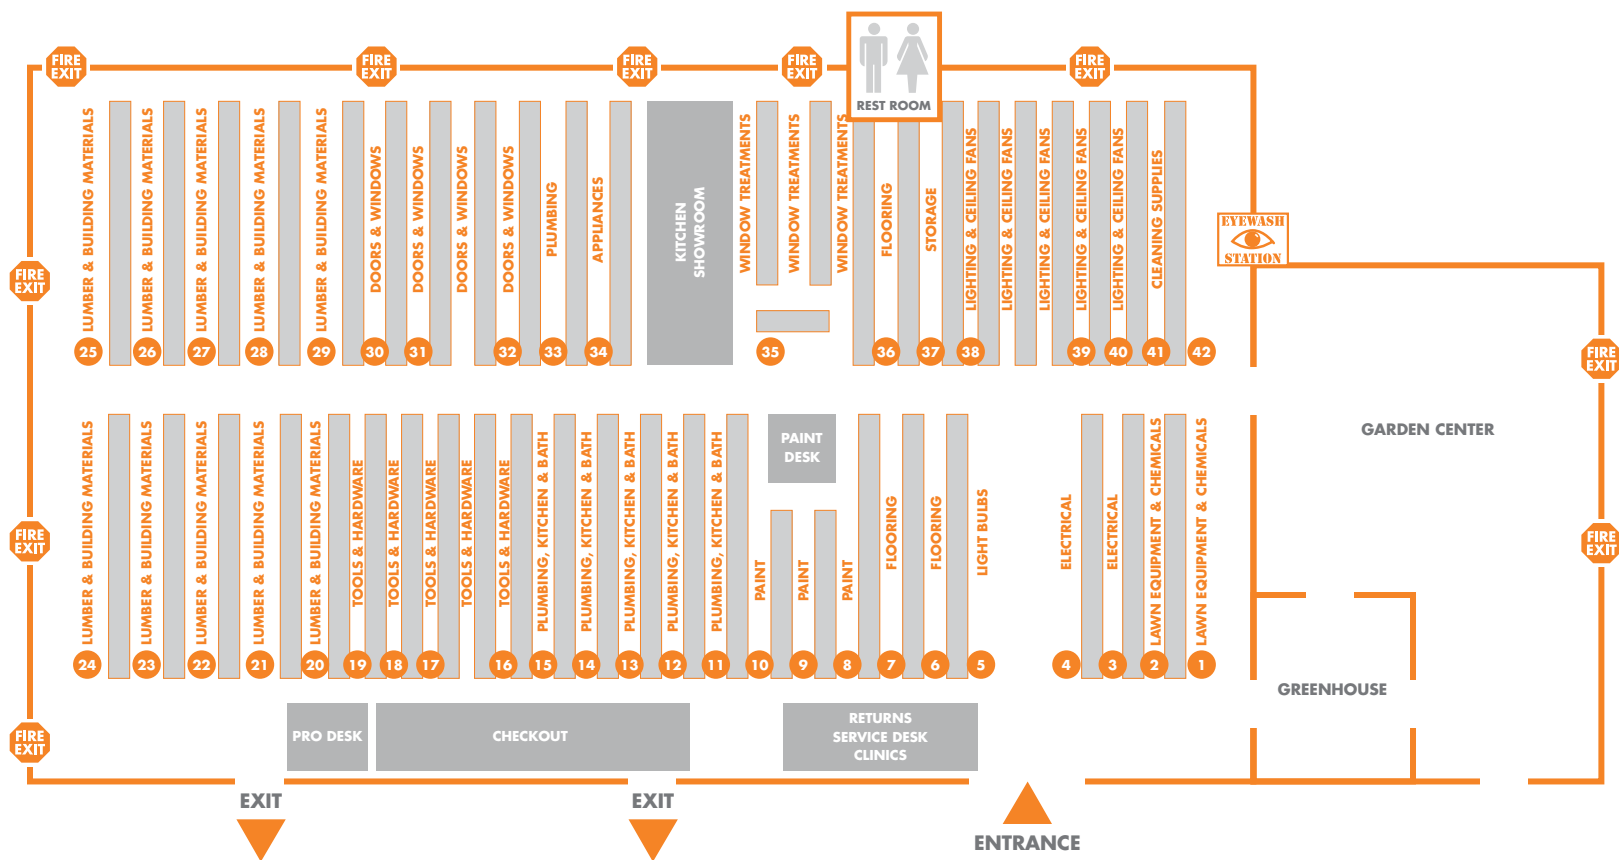 FIRE
EXIT
FIRE
EXIT
FIRE
EXIT
FIRE
EXIT
REST ROOM
FIRE
EXIT
LUMBER & BUILDING MATERIALS
LUMBER & BUILDING MATERIALS
LUMBER & BUILDING MATERIALS
LUMBER & BUILDING MATERIALS
LUMBER & BUILDING MATERIALS
DOORS & WINDOWS
DOORS & WINDOWS
DOORS & WINDOWS
DOORS & WINDOWS
PLUMBING
APPLIANCES
KITCHEN
SHOWROOM
WINDOW TREATMENTS
WINDOW TREATMENTS
WINDOW TREATMENTS
FLOORING
STORAGE
LIGHTING & CEILING FANS
LIGHTING & CEILING FANS
LIGHTING & CEILING FANS
LIGHTING & CEILING FANS
LIGHTING & CEILING FANS
CLEANING SUPPLIES
EYEWASH
STATION
FIRE
EXIT
25
26
27
28
29
30
31
32
33
34
35
36
37
38
39
40
41
42
FIRE
EXIT
LUMBER & BUILDING MATERIALS
LUMBER & BUILDING MATERIALS
LUMBER & BUILDING MATERIALS
LUMBER & BUILDING MATERIALS
LUMBER & BUILDING MATERIALS
TOOLS & HARDWARE
TOOLS & HARDWARE
TOOLS & HARDWARE
TOOLS & HARDWARE
TOOLS & HARDWARE
PLUMBING, KITCHEN & BATH
PLUMBING, KITCHEN & BATH
PLUMBING, KITCHEN & BATH
PLUMBING, KITCHEN & BATH
PLUMBING, KITCHEN & BATH
PAINT
DESK
PAINT
PAINT
PAINT
FLOORING
FLOORING
LIGHT BULBS
ELECTRICAL
ELECTRICAL
LAWN EQUIPMENT & CHEMICALS
LAWN EQUIPMENT & CHEMICALS
GARDEN CENTER
FIRE
EXIT
FIRE
EXIT
24
23
22
21
20
19
18
17
16
15
14
13
12
11
10
9
8
7
6
5
4
3
2
1
GREENHOUSE
FIRE
EXIT
PRO DESK
CHECKOUT
RETURNS
SERVICE DESK
CLINICS
EXIT
EXIT
ENTRANCE